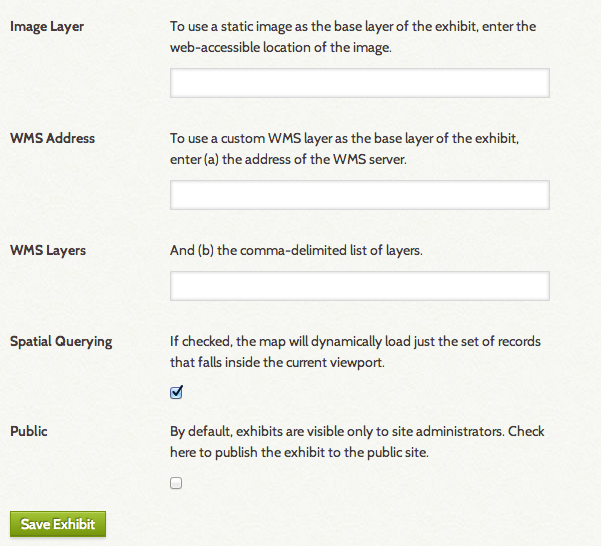 Image Layer
To use a static image as the base layer of the exhibit, enter the
web-accessible location of the image.
WMS Address
To use a custom WMS layer as the base layer of the exhibit,
enter (a) the address of the WMS server.
WMS Layers
And (b) the comma-delimited list of layers.
Spatial Querying
If checked, the map will dynamically load just the set of records
that falls inside the current viewport.
Public
By default, exhibits are visible only to site administrators. Check
here to publish the exhibit to the public site.
Save Exhibit